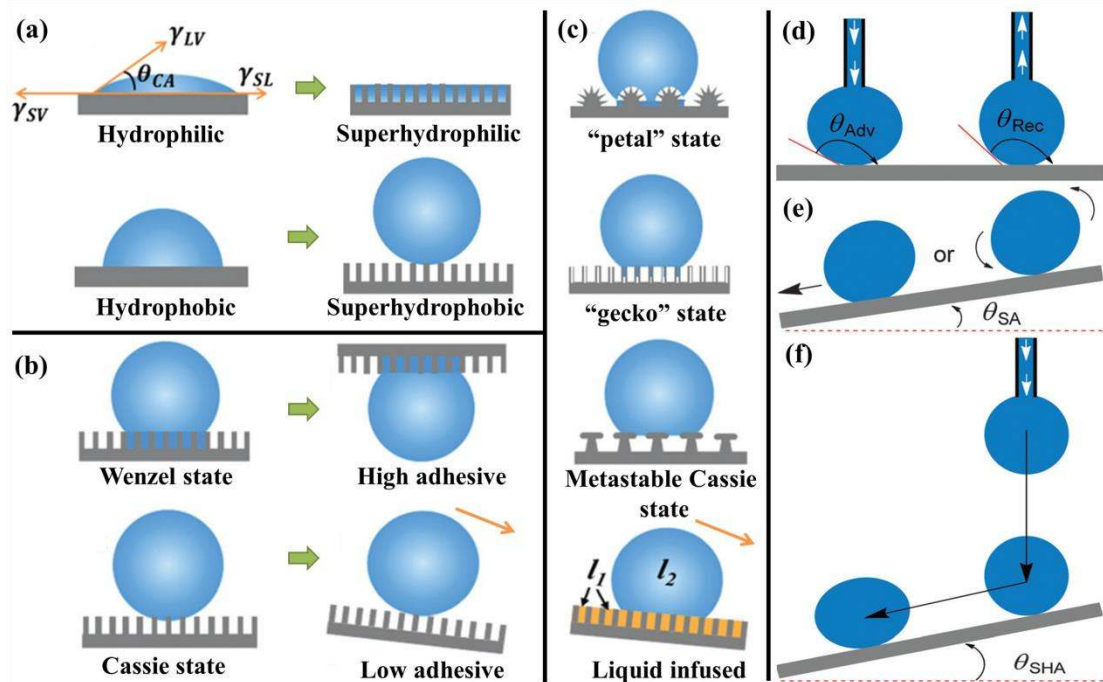 (a)
γLV
θCA
γSL
γSV
Hydrophilic
Superhydrophilic
Hydrophobic
Superhydrophobic
(b)
Wenzel state
High adhesive
Cassie state
Low adhesive
(c)
“petal” state
“gecko” state
Metastable Cassie
state
l1
l2
Liquid infused
(d)
θAdv
θRec
(e)
or
θSA
(f)
θSHA